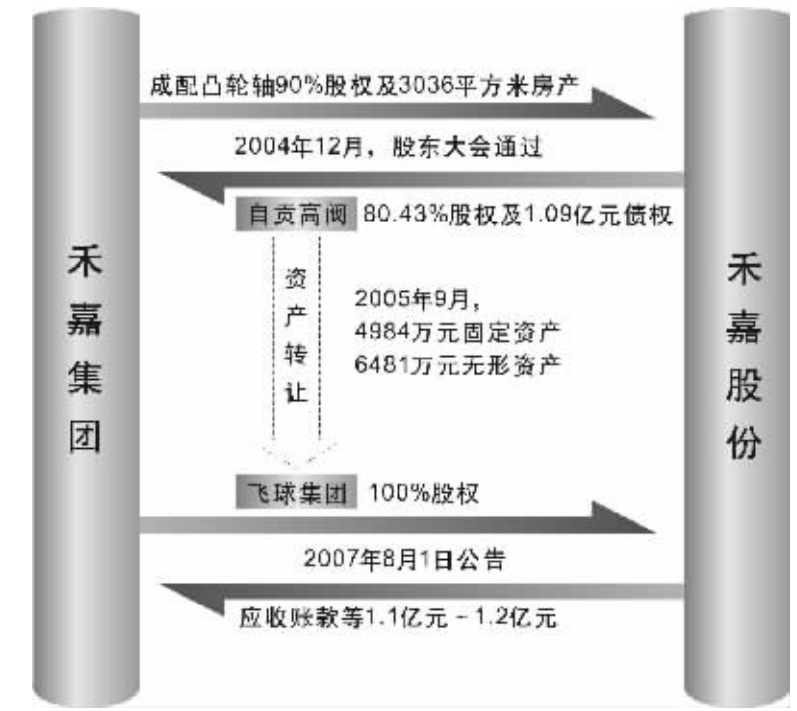 成配凸轮轴90%股权及3036平方米房产
2004年12月，股东大会通过
自贡高阀 80.43%股权及1.09亿元债权
资产转让
2005年9月，
4984万元固定资产
6481万元无形资产
飞球集团 100%股权
2007年8月1日公告
应收账款等1.1亿元-1.2亿元
禾嘉集团
禾嘉股份